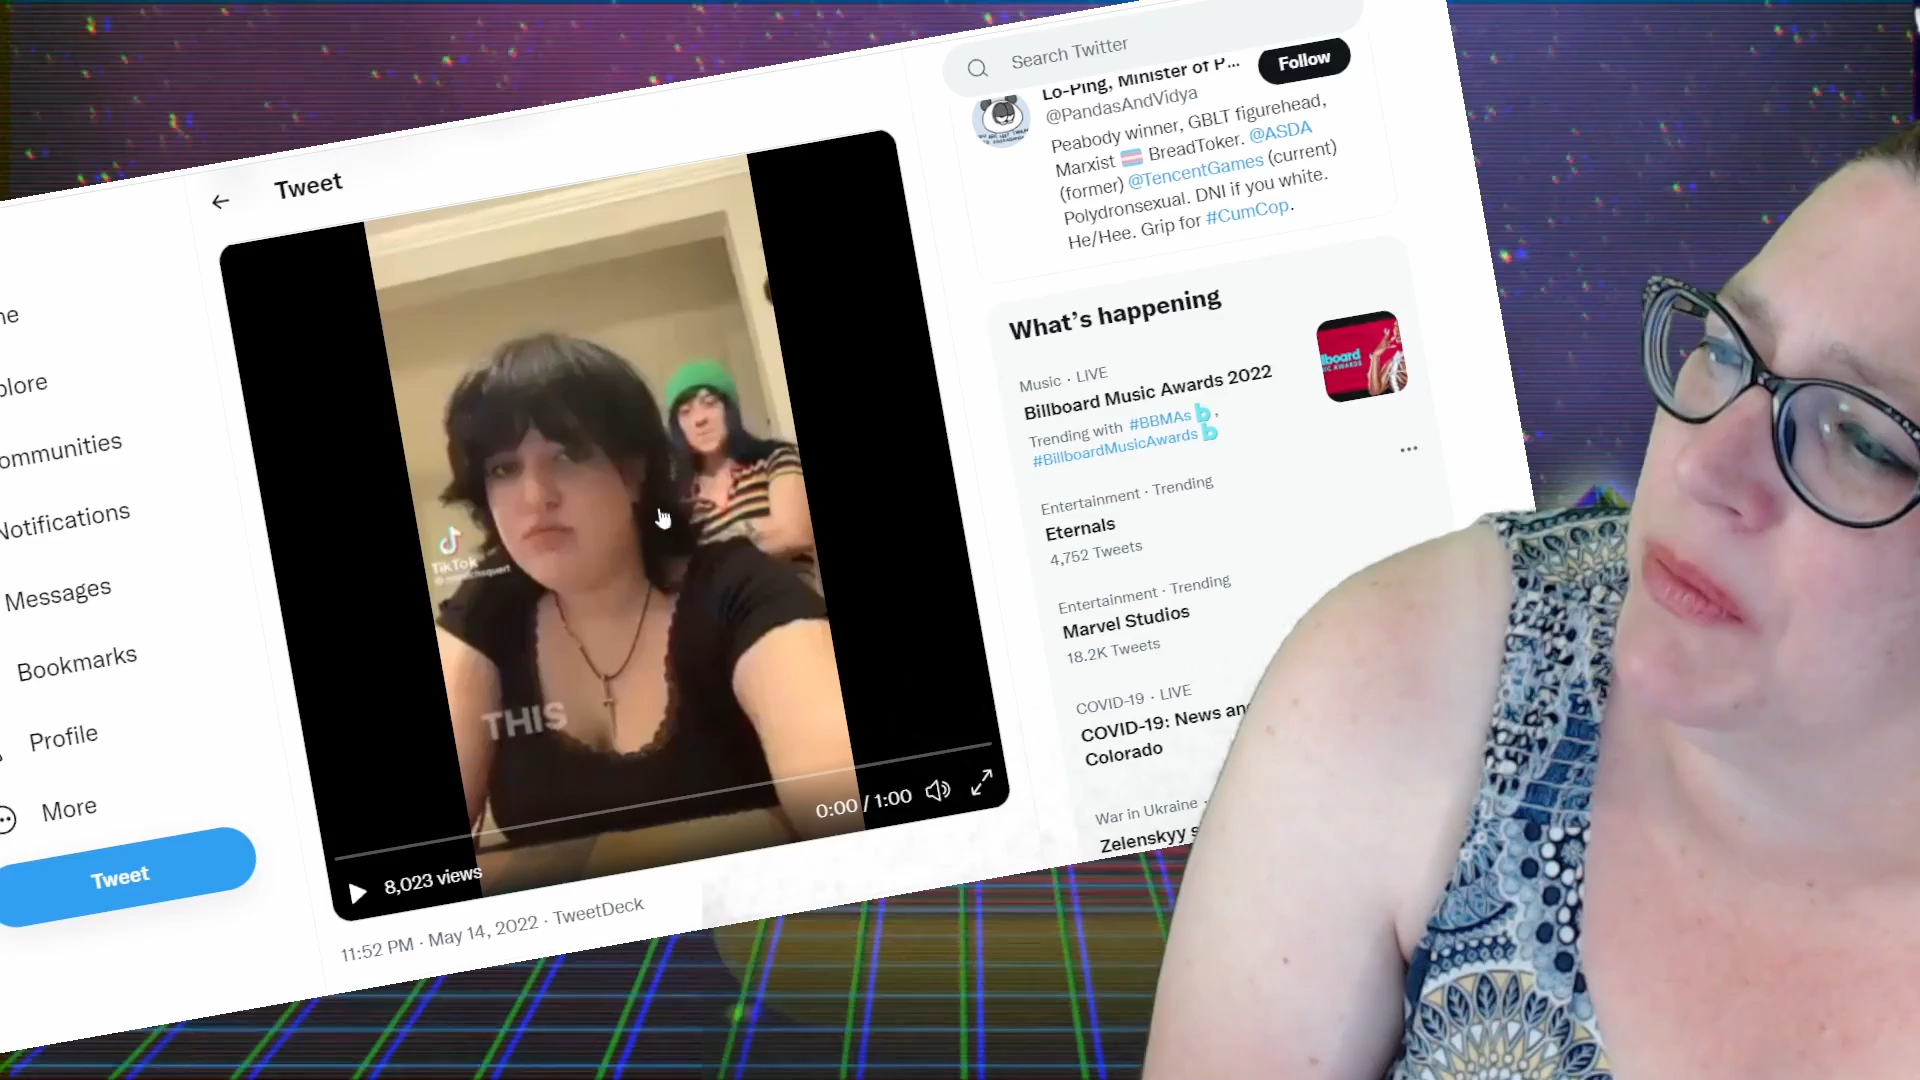 Search Twitter
Lo-Ping, Minister of P...
Follow
@PandasAndVidya
Peabody winner, GBLT figurehead,
Marxist BreadToker. @ASDA
(former) @TencentGames (current)
Polydronsexual. DNI if you white.
He/Hee. Grip for #CumCop.
Tweet
What's happening
Music · LIVE
Billboard Music Awards 2022
Trending with #BBMAs,
#BillboardMusicAwards
Entertainment · Trending
Eternals
4,752 Tweets
Entertainment · Trending
Marvel Studios
18.2K Tweets
COVID-19 · LIVE
COVID-19: News an
Colorado
War in Ukraine ·
Zelenskyy s
ommunities
Notifications
Messages
Bookmarks
Profile
More
Tweet
TikTok
THIS
0:00 / 1:00
8,023 views
11:52 PM · May 14, 2022 · TweetDeck